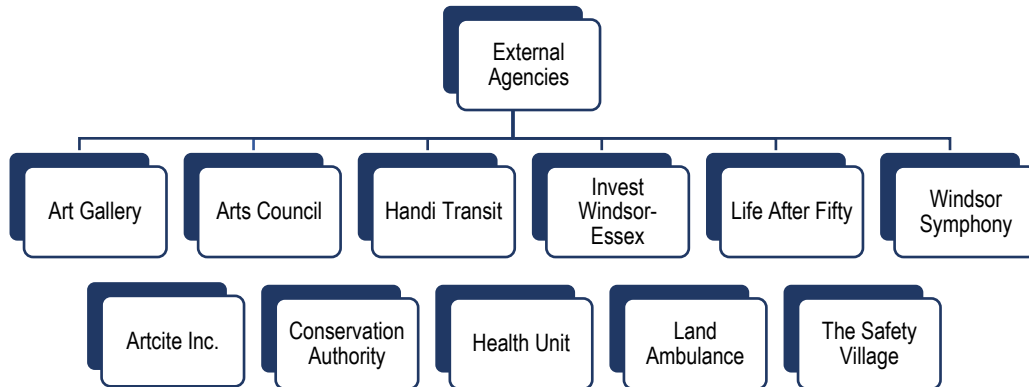 External
Agencies
Art Gallery
Arts Council
Handi Transit
Invest
Windsor-
Essex
Life After Fifty
Windsor
Symphony
Artcite Inc.
Conservation
Authority
Health Unit
Land
Ambulance
The Safety
Village